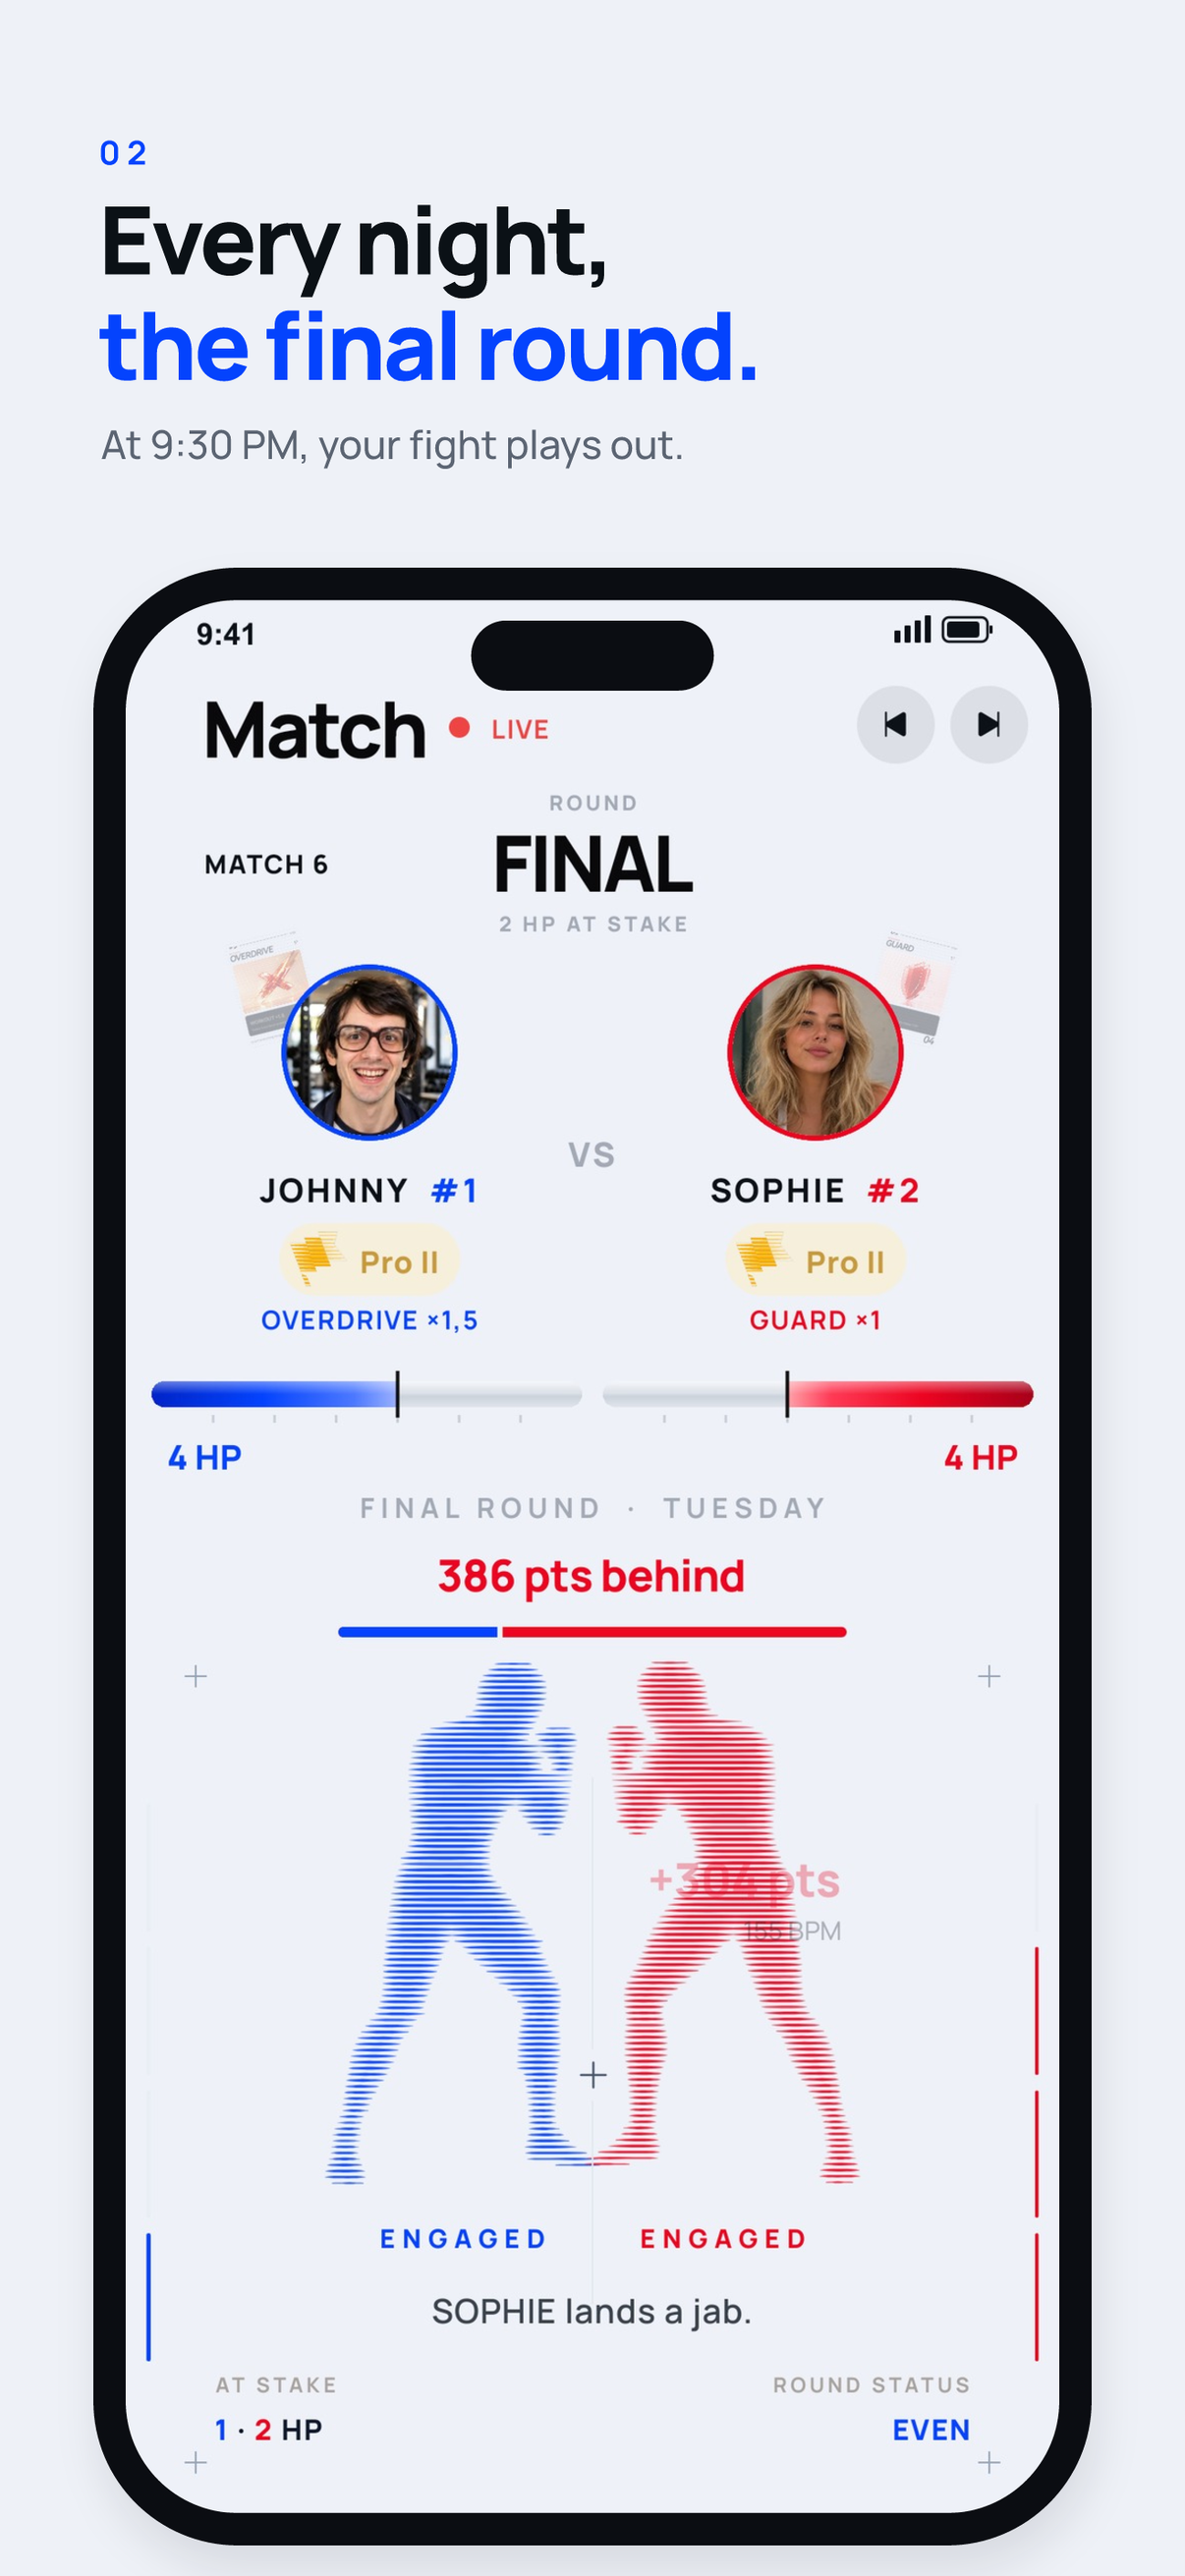 02
Every night,
the final round.
At 9:30 PM, your fight plays out.
9:41
Match LIVE
ROUND
MATCH 6
FINAL
2 HP AT STAKE
OVERDRIVE
GUARD
04
VS
JOHNNY #1
SOPHIE #2
Pro II
Pro II
OVERDRIVE ×1,5
GUARD ×1
4 HP
4 HP
FINAL ROUND · TUESDAY
386 pts behind
+304 pts
155 BPM
ENGAGED
ENGAGED
SOPHIE lands a jab.
AT STAKE
ROUND STATUS
1 · 2 HP
EVEN